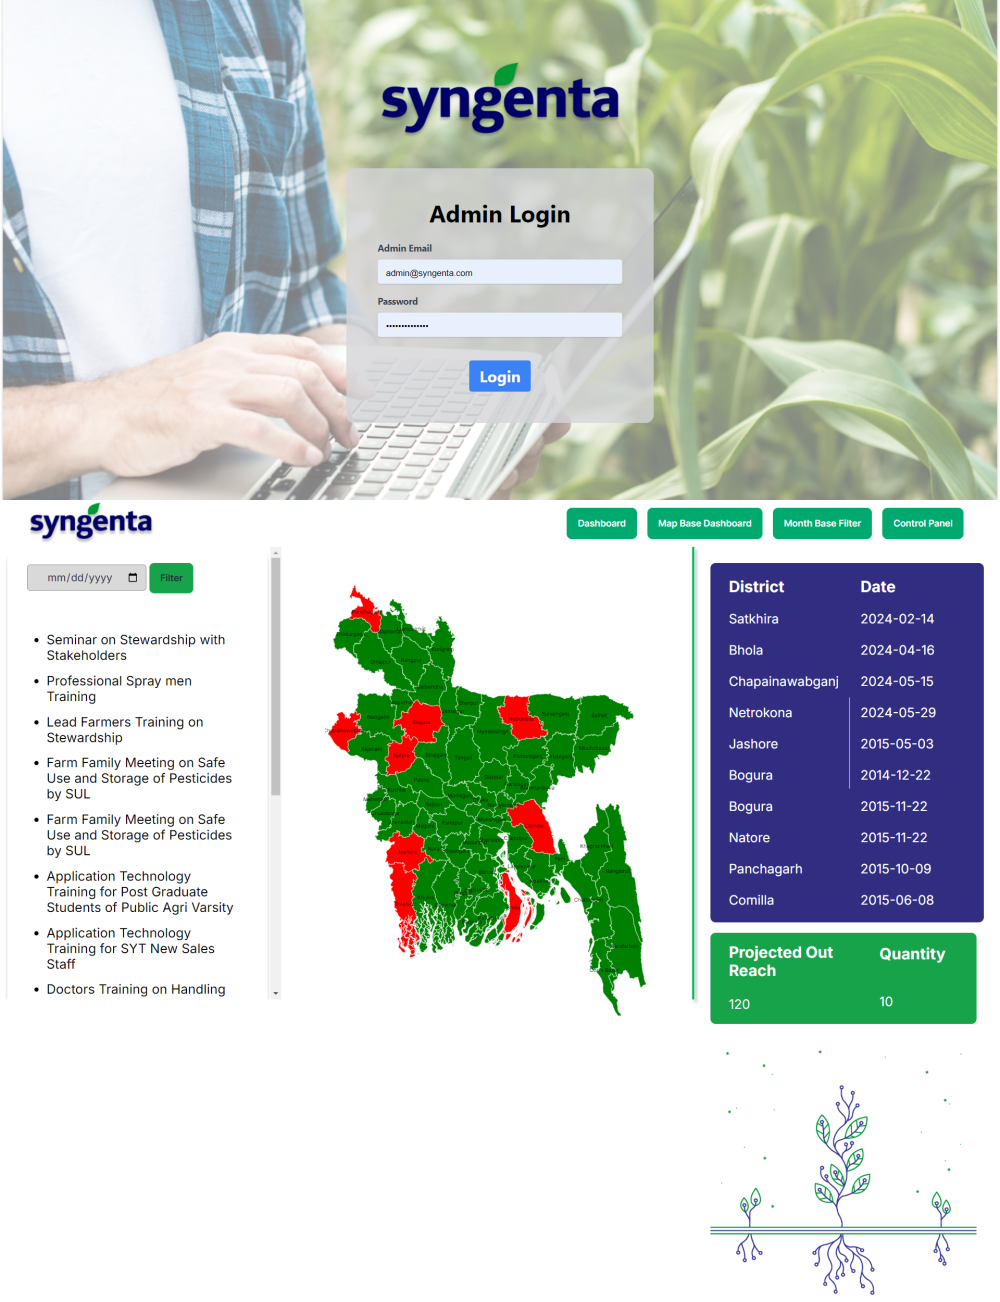 syngenta
Admin Login
Admin Email
admin@syngenta.com
Password
••••••••••••••
Login
syngenta
Dashboard
Map Base Dashboard
Month Base Filter
Control Panel
mm/dd/yyyy
Filter
• Seminar on Stewardship with
Stakeholders
• Professional Spray men
Training
• Lead Farmers Training on
Stewardship
• Farm Family Meeting on Safe
Use and Storage of Pesticides
by SUL
• Farm Family Meeting on Safe
Use and Storage of Pesticides
by SUL
• Application Technology
Training for Post Graduate
Students of Public Agri Varsity
• Application Technology
Training for SYT New Sales
Staff
• Doctors Training on Handling
District Date
Satkhira 2024-02-14
Bhola 2024-04-16
Chapainawabganj 2024-05-15
Netrokona 2024-05-29
Jashore 2015-05-03
Bogura 2014-12-22
Bogura 2015-11-22
Natore 2015-11-22
Panchagarh 2015-10-09
Comilla 2015-06-08
Projected Out
Reach
Quantity
120
10